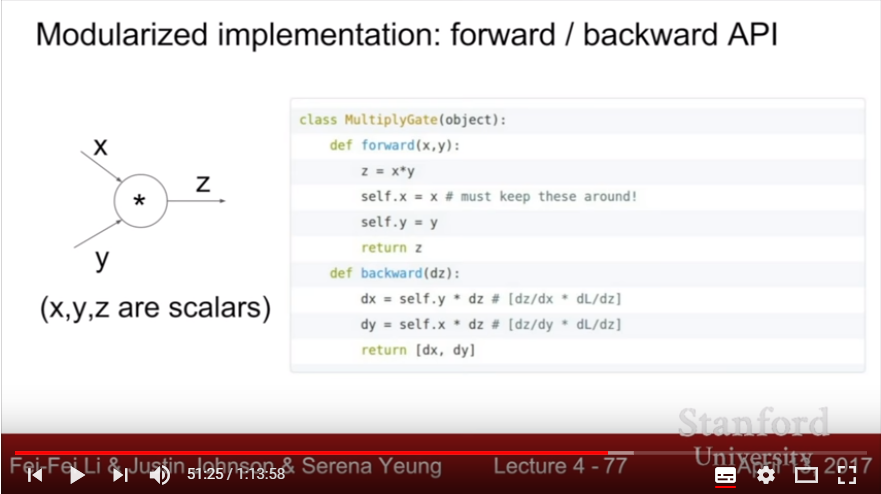 Modularized implementation: forward / backward API
x
*
z
y
(x,y,z are scalars)
class MultiplyGate(object):
def forward(x,y):
z = x*y
self.x = x # must keep these around!
self.y = y
return z
def backward(dz):
dx = self.y * dz # [dz/dx * dL/dz]
dy = self.x * dz # [dz/dy * dL/dz]
return [dx, dy]
Stanford
University
Fei-Fei Li & Justin Johnson & Serena Yeung
Lecture 4 - 77
April 13, 2017
51:25 / 1:13:58